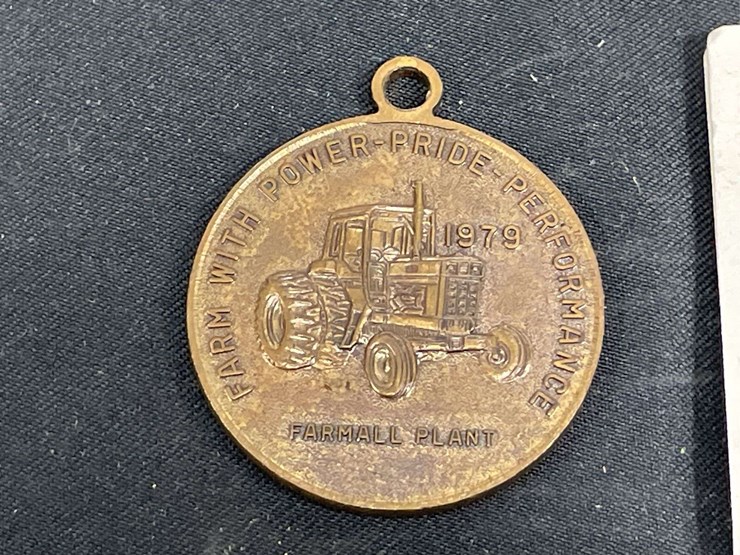 FARM WITH POWER-PRIDE-PERFORMANCE
1979
FARMALL PLANT